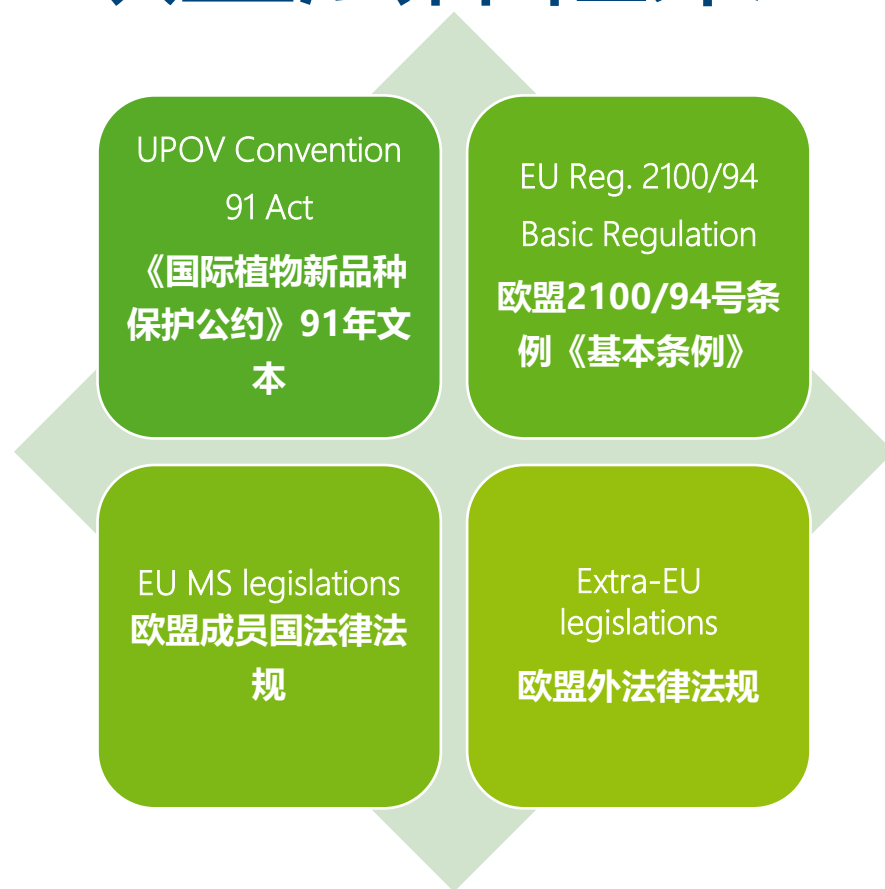 UPOV Convention
91 Act
《国际植物新品种
保护公约》91年文
本
EU Reg. 2100/94
Basic Regulation
欧盟2100/94号条
例《基本条例》
EU MS legislations
欧盟成员国法律法
规
Extra-EU
legislations
欧盟外法律法规